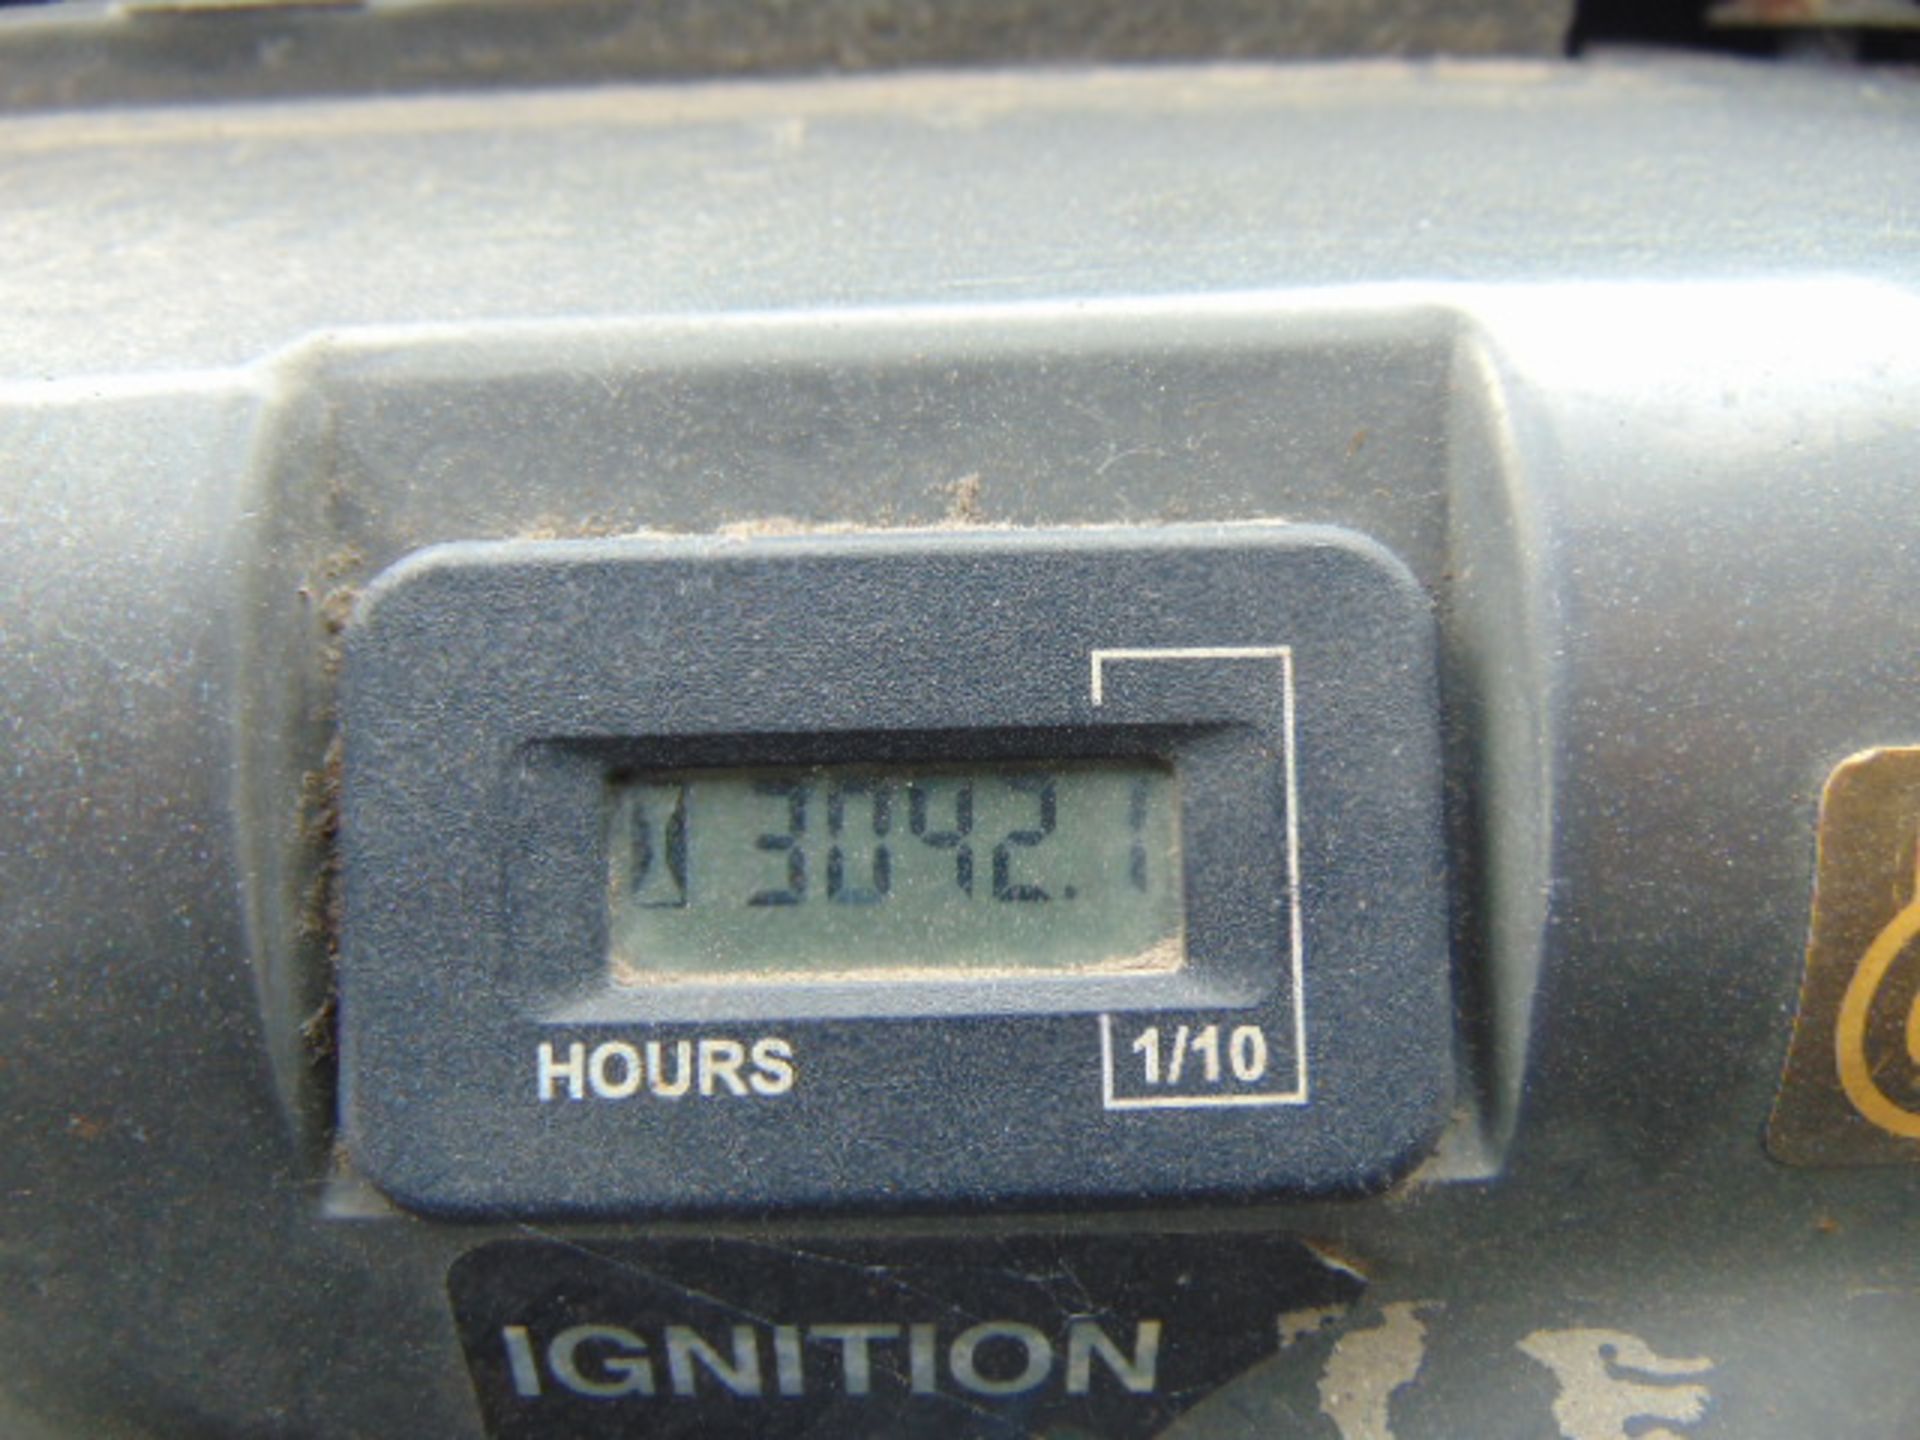 3042.1
HOURS
1/10
IGNITION